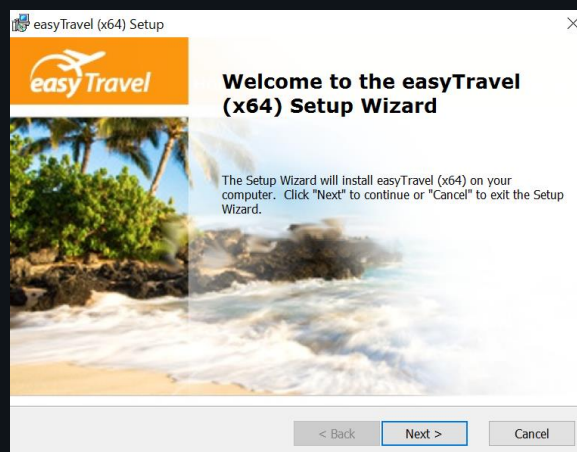 easyTravel (x64) Setup
easyTravel
Welcome to the easyTravel
(x64) Setup Wizard
The Setup Wizard will install easyTravel (x64) on your
computer. Click "Next" to continue or "Cancel" to exit the Setup
Wizard.
< Back Next > Cancel